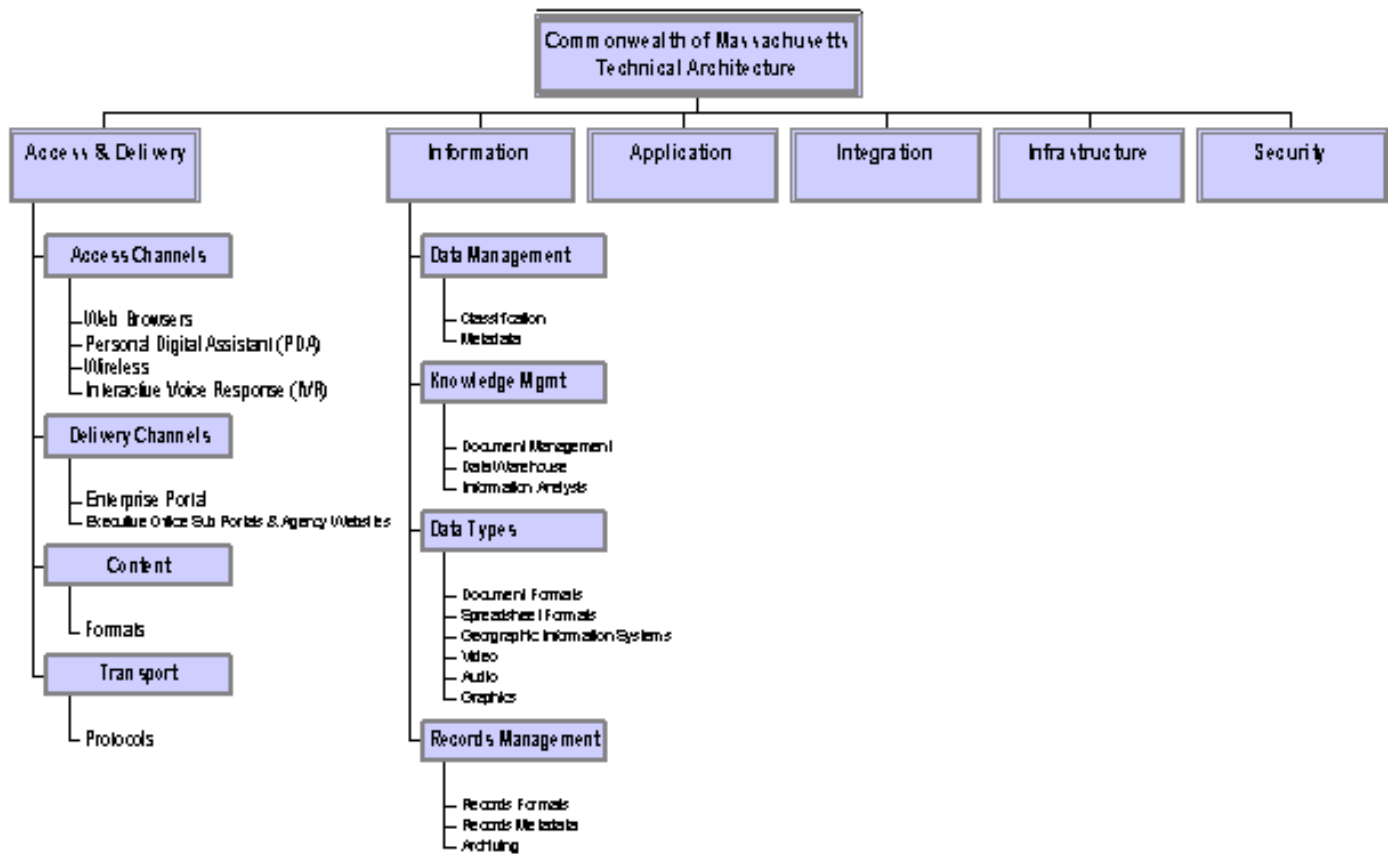 Commonwealth of Massachusetts
Technical Architecture
Access & Delivery
Information
Application
Integration
Infrastructure
Security
Access Channels
Web Browsers
Personal Digital Assistant (PDA)
Wireless
Interactive Voice Response (IVR)
Delivery Channels
Enterprise Portal
Executive Office Sub Portals & Agency Websites
Content
Formats
Transport
Protocols
Data Management
Classification
Metadata
Knowledge Mgmt
Document Management
Data Warehouse
Information Analysis
Data Types
Document Formats
Spreadsheet Formats
Geographic Information Systems
Video
Audio
Graphics
Records Management
Records Formats
Records Metadata
Archiving